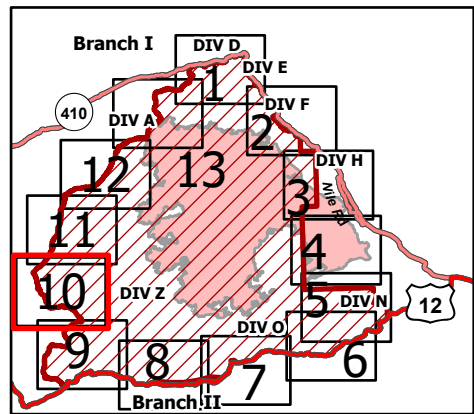 Branch I
DIV D
DIV E
1
DIV F
410
DIV A
2
13
12
DIV H
3
Nile Rd
11
4
10
DIV Z
5
DIV N
12
DIV O
9
8
6
7
Branch II